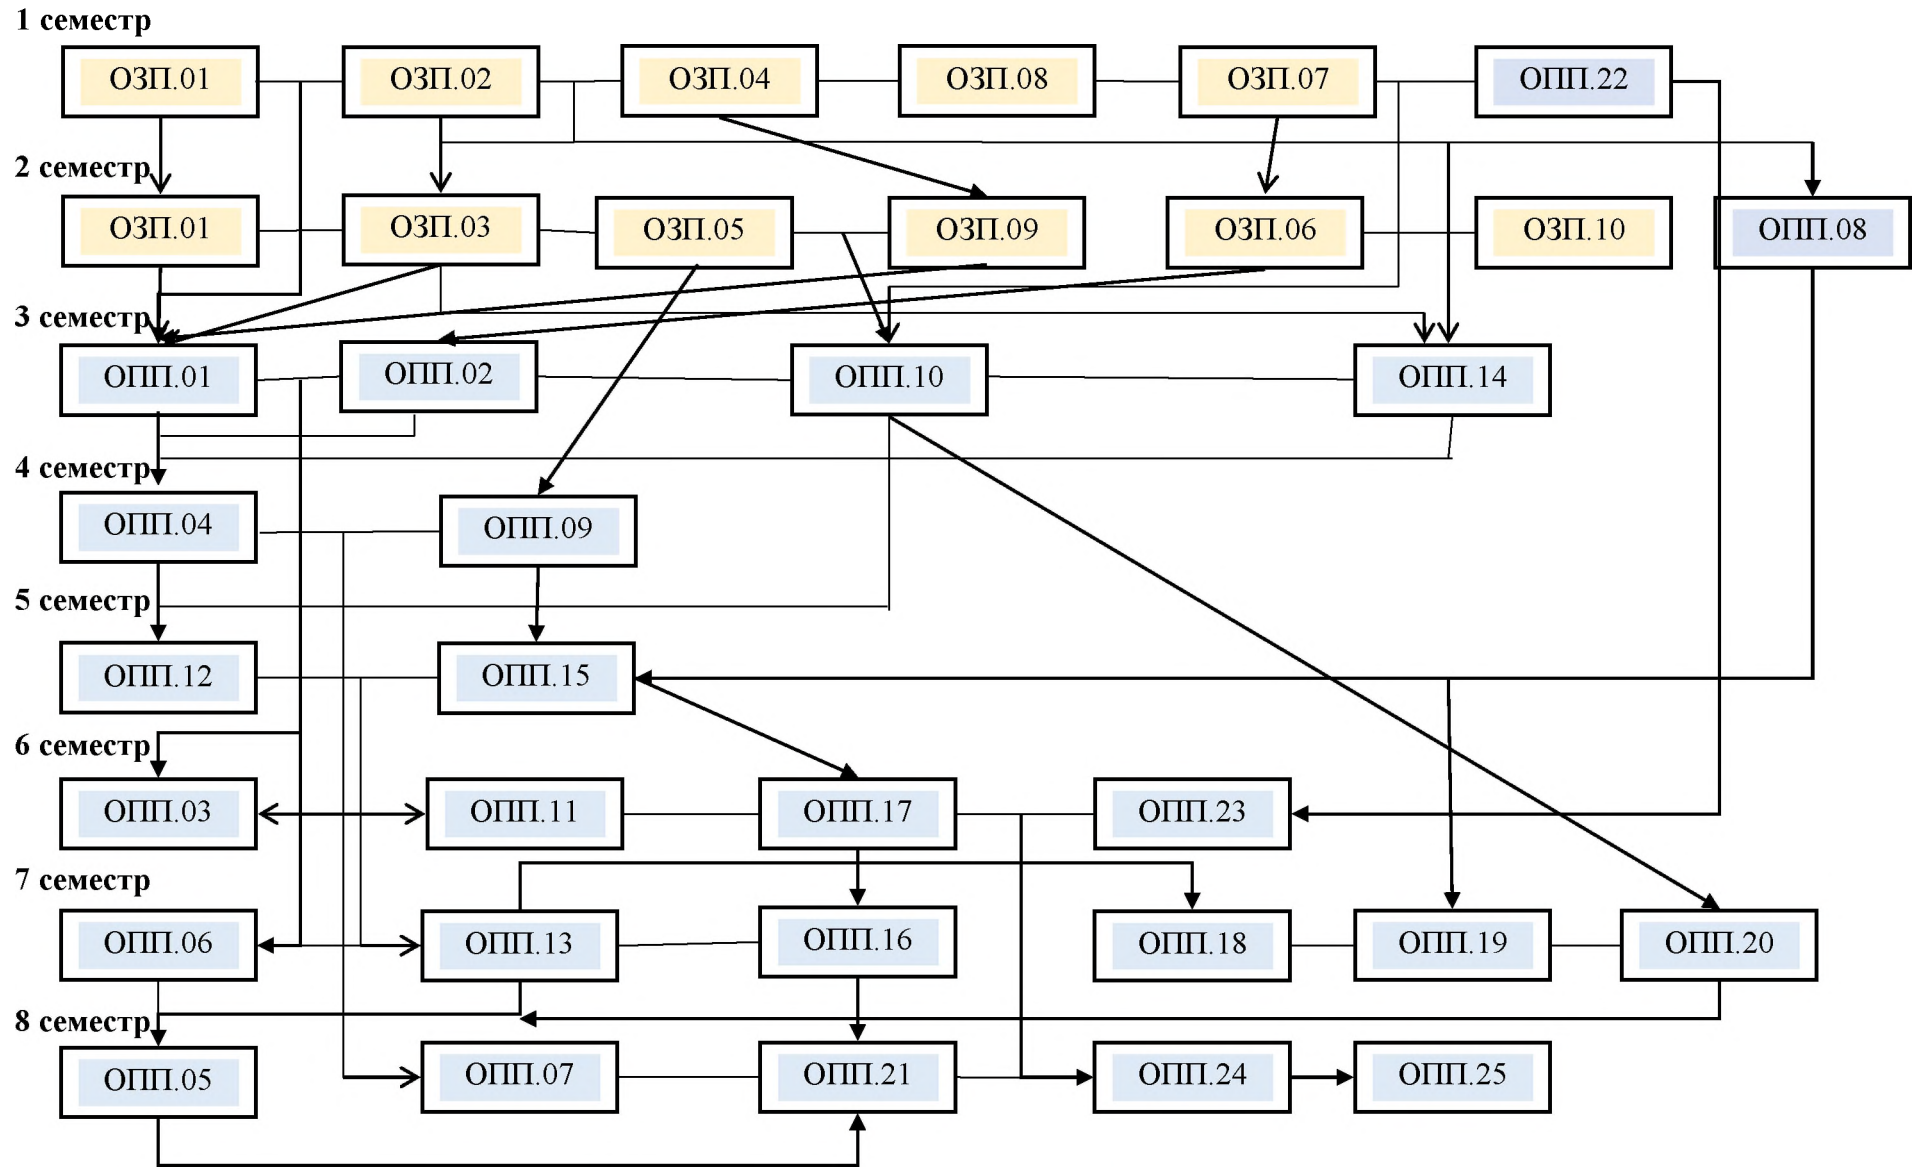 1 семестр
ОЗП.01 ОЗП.02 ОЗП.04 ОЗП.08 ОЗП.07 ОПП.22
2 семестр
ОЗП.01 ОЗП.03 ОЗП.05 ОЗП.09 ОЗП.06 ОЗП.10 ОПП.08
3 семестр
ОПП.01 ОПП.02 ОПП.10 ОПП.14
4 семестр
ОПП.04 ОПП.09
5 семестр
ОПП.12 ОПП.15
6 семестр
ОПП.03 ОПП.11 ОПП.17 ОПП.23
7 семестр
ОПП.06 ОПП.13 ОПП.16 ОПП.18 ОПП.19 ОПП.20
8 семестр
ОПП.05 ОПП.07 ОПП.21 ОПП.24 ОПП.25